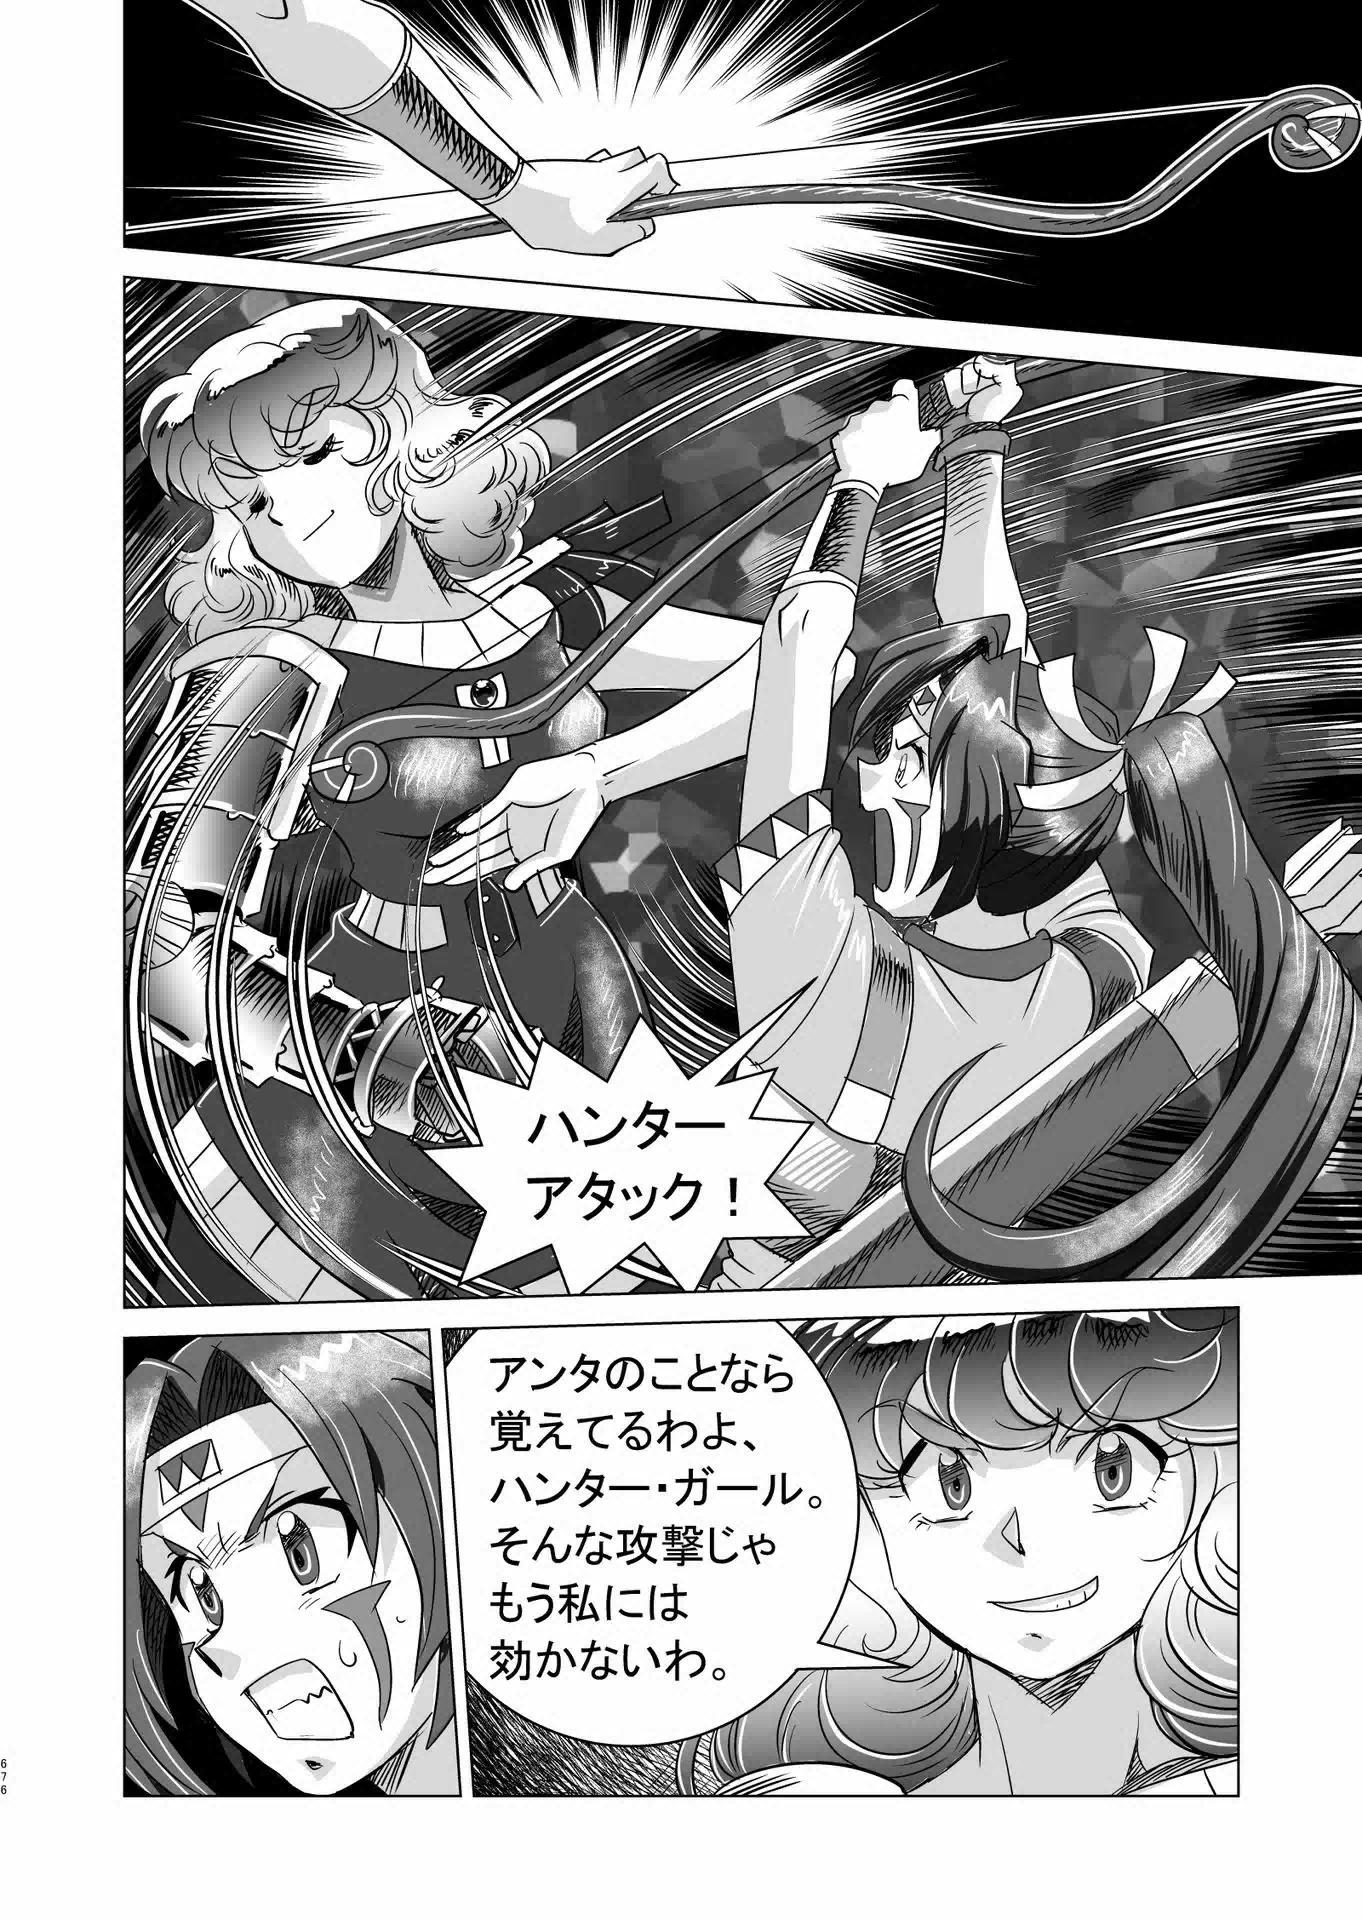 ハンター
アタック!
アンタのことなら
覚えてるわよ、
ハンター・ガール。
そんな攻撃じゃ
もう私には
効かないわ。
676